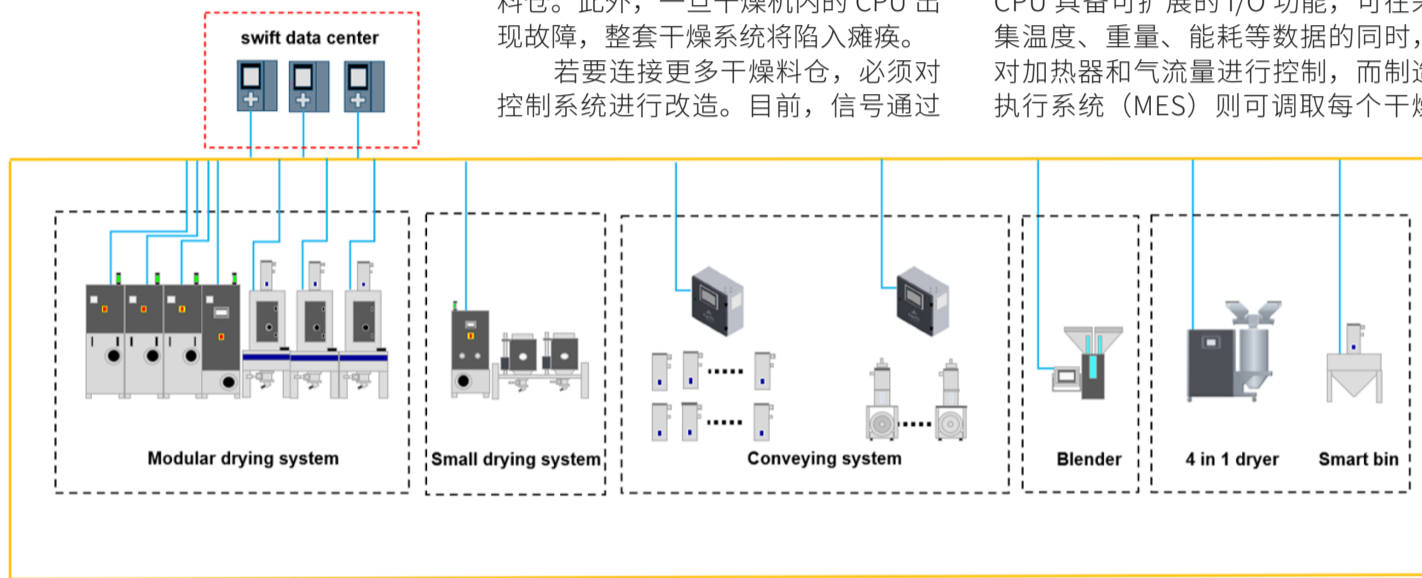 料仓。此外，一旦干燥机内的 CPU 出
现故障，整套干燥系统将陷入瘫痪。
若要连接更多干燥料仓，必须对
控制系统进行改造。目前，信号通过
CPU 具备可扩展的 I/O 功能，可在采
集温度、重量、能耗等数据的同时，
对加热器和气流量进行控制，而制造
执行系统（MES）则可调取每个干燥
swift data center
Modular drying system
Small drying system
Conveying system
Blender
4 in 1 dryer
Smart bin